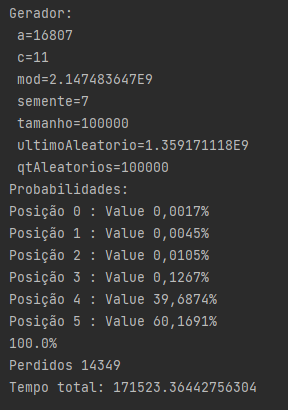 Gerador:
a=16807
c=11
mod=2.147483647E9
semente=7
tamanho=100000
ultimoAleatorio=1.359171118E9
qtAleatorios=100000
Probabilidades:
Posição 0 : Value 0,0017%
Posição 1 : Value 0,0045%
Posição 2 : Value 0,0105%
Posição 3 : Value 0,1267%
Posição 4 : Value 39,6874%
Posição 5 : Value 60,1691%
100.0%
Perdidos 14349
Tempo total: 171523.36442756304